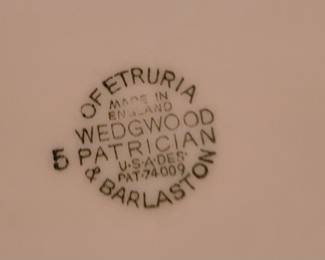 OF ETRURIA
MADE IN
ENGLAND
WEDGWOOD
5 PATRICIAN
U·S·A·DES·
PAT·74009
& BARLASTON